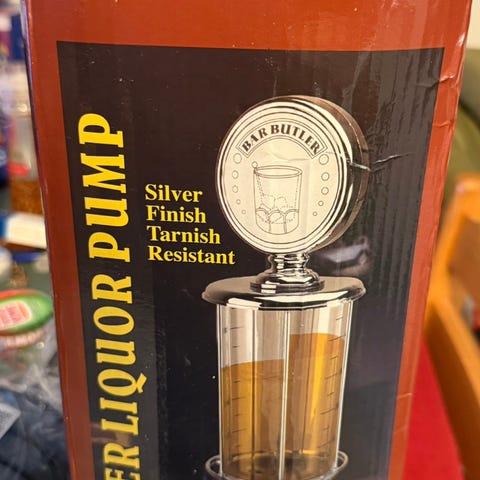 BAR BUTLER
Silver
Finish
Tarnish
Resistant
ER LIQUOR PUMP